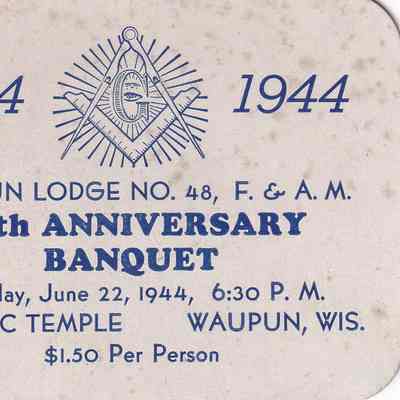 4 G 1944
UN LODGE NO. 48, F. & A. M.
th ANNIVERSARY
BANQUET
ay, June 22, 1944, 6:30 P. M.
C TEMPLE WAUPUN, WIS.
$1.50 Per Person